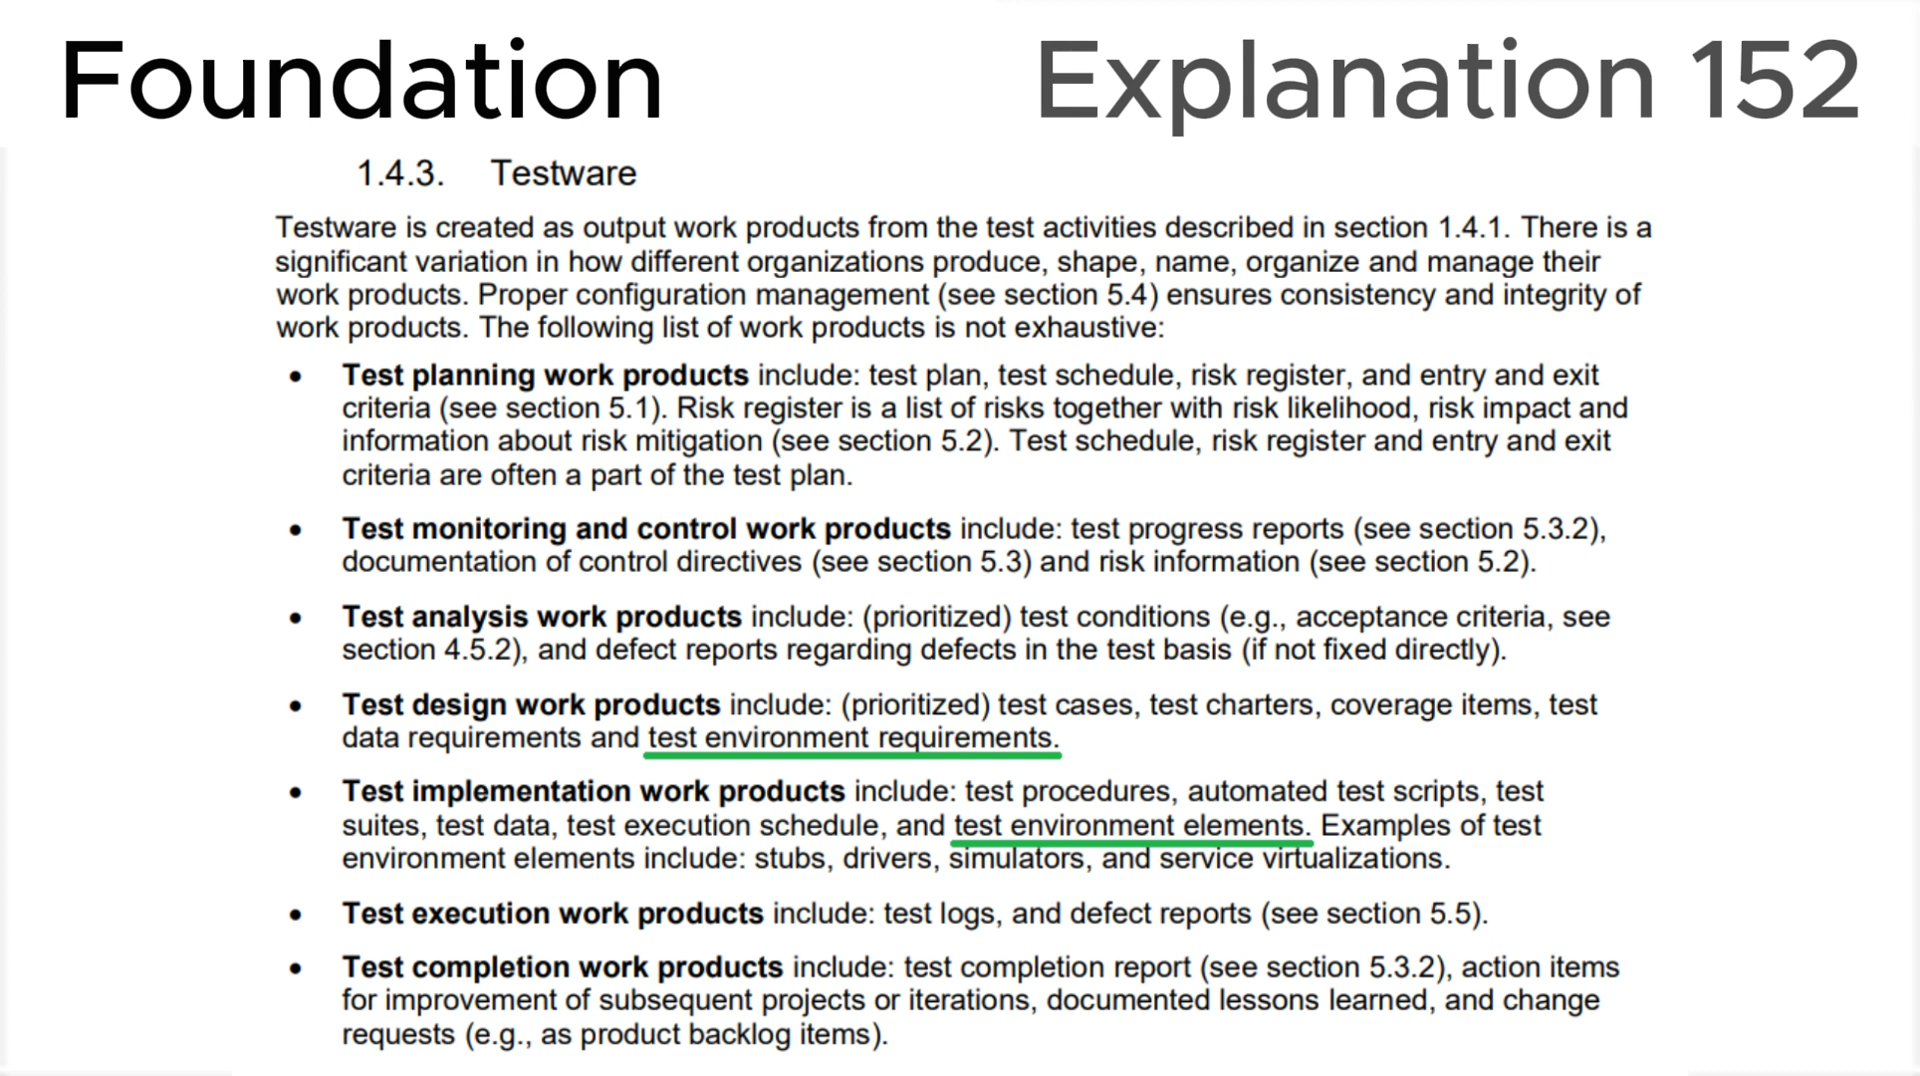 Foundation
Explanation 152
1.4.3. Testware
Testware is created as output work products from the test activities described in section 1.4.1. There is a
significant variation in how different organizations produce, shape, name, organize and manage their
work products. Proper configuration management (see section 5.4) ensures consistency and integrity of
work products. The following list of work products is not exhaustive:
• Test planning work products include: test plan, test schedule, risk register, and entry and exit
criteria (see section 5.1). Risk register is a list of risks together with risk likelihood, risk impact and
information about risk mitigation (see section 5.2). Test schedule, risk register and entry and exit
criteria are often a part of the test plan.
• Test monitoring and control work products include: test progress reports (see section 5.3.2),
documentation of control directives (see section 5.3) and risk information (see section 5.2).
• Test analysis work products include: (prioritized) test conditions (e.g., acceptance criteria, see
section 4.5.2), and defect reports regarding defects in the test basis (if not fixed directly).
• Test design work products include: (prioritized) test cases, test charters, coverage items, test
data requirements and test environment requirements.
• Test implementation work products include: test procedures, automated test scripts, test
suites, test data, test execution schedule, and test environment elements. Examples of test
environment elements include: stubs, drivers, simulators, and service virtualizations.
• Test execution work products include: test logs, and defect reports (see section 5.5).
• Test completion work products include: test completion report (see section 5.3.2), action items
for improvement of subsequent projects or iterations, documented lessons learned, and change
requests (e.g., as product backlog items).